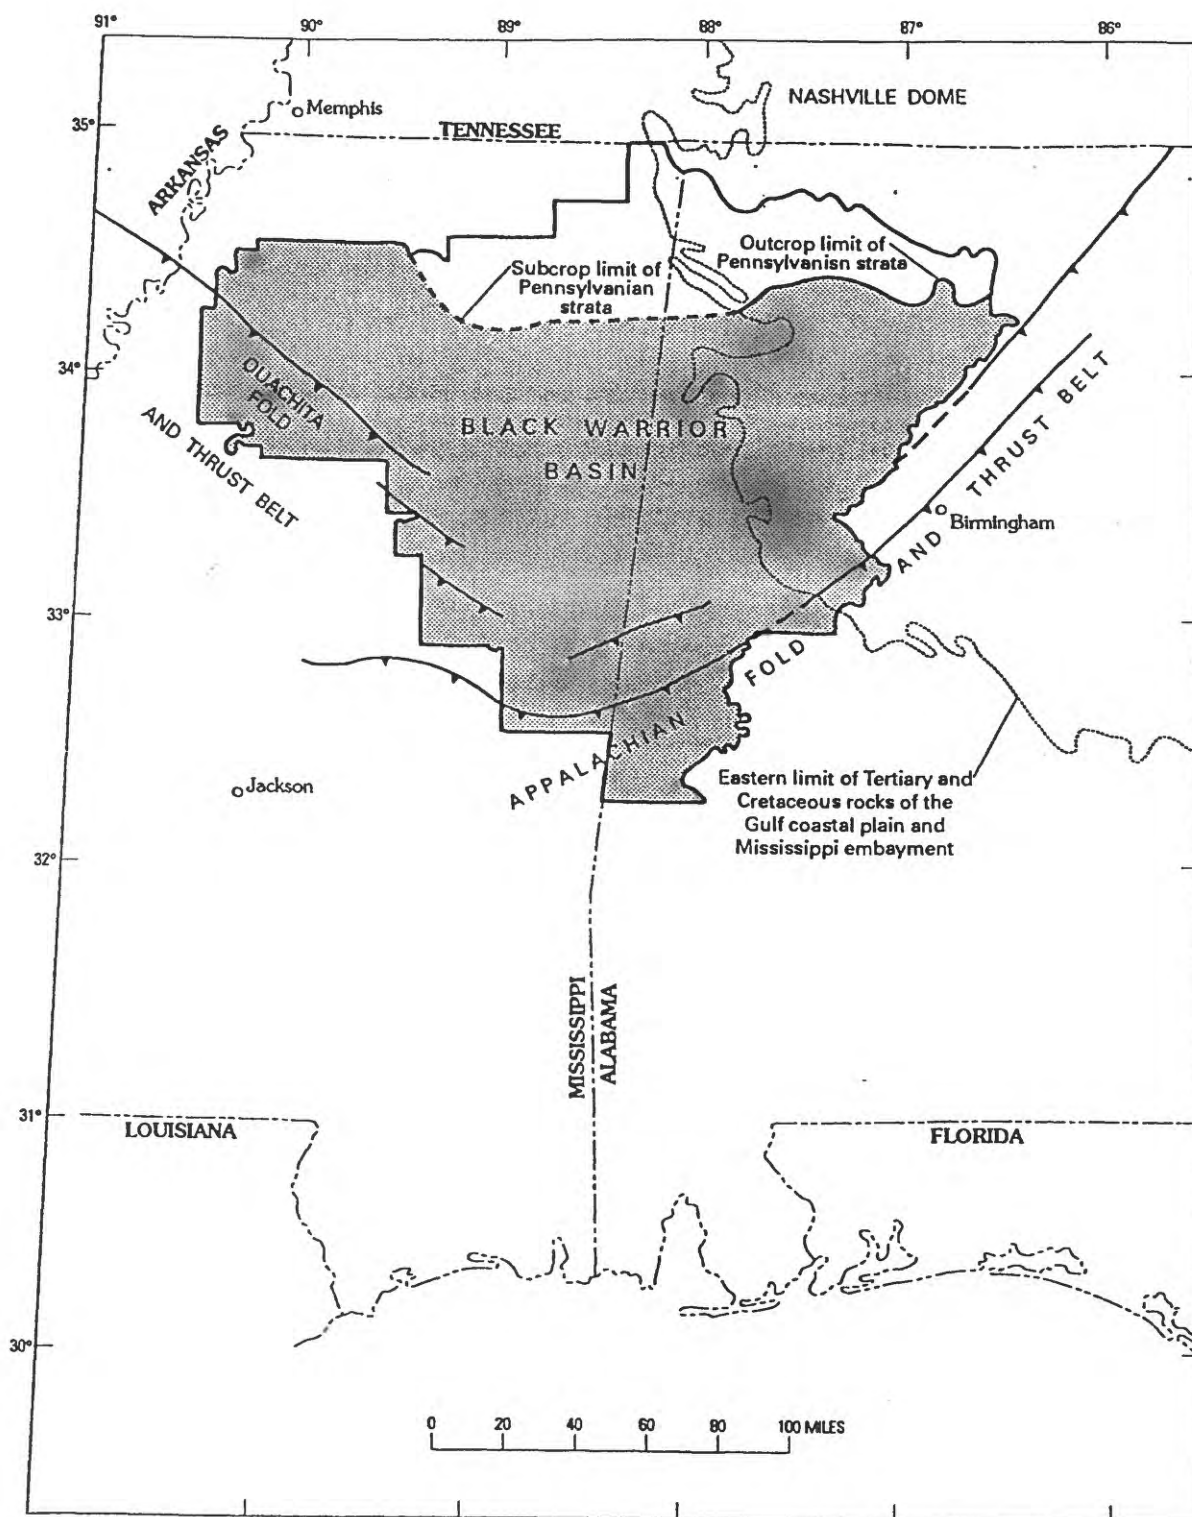 91° 90° 89° 88° 87° 86°
NASHVILLE DOME
Memphis
35°
TENNESSEE
ARKANSAS
Outcrop limit of
Pennsylvanisn strata
Subcrop limit of
Pennsylvanian
strata
34°
OUACHITA
FOLD
AND THRUST BELT
BLACK WARRIOR
BASIN
AND THRUST BELT
Birmingham
33°
FOLD
APPALACHIAN
Jackson
Eastern limit of Tertiary and
Cretaceous rocks of the
Gulf coastal plain and
Mississippi embayment
32°
MISSISSIPPI
ALABAMA
31°
LOUISIANA
FLORIDA
30°
0 20 40 60 80 100 MILES